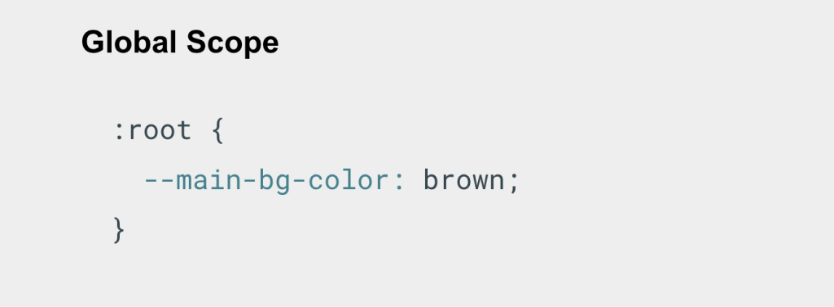 Global Scope
:root {
--main-bg-color: brown;
}